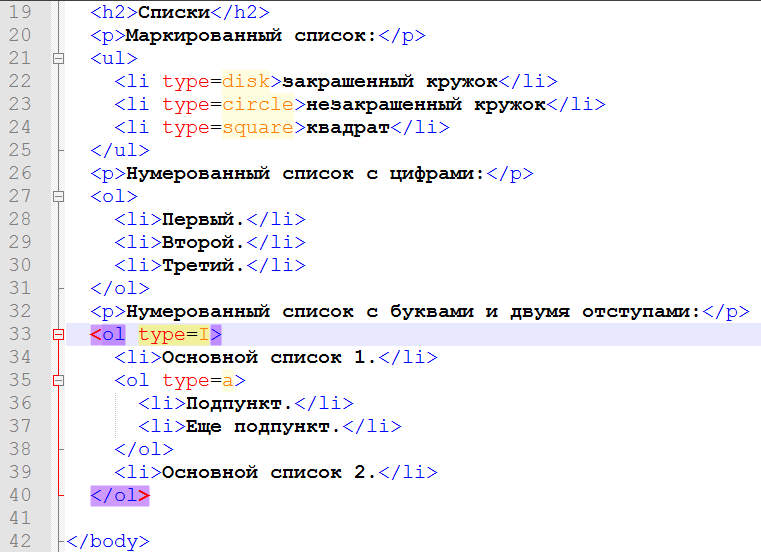 19 <h2>Списки</h2>
20 <p>Маркированный список:</p>
21 <ul>
22 <li type=disk>закрашенный кружок</li>
23 <li type=circle>незакрашенный кружок</li>
24 <li type=square>квадрат</li>
25 </ul>
26 <p>Нумерованный список с цифрами:</p>
27 <ol>
28 <li>Первый.</li>
29 <li>Второй.</li>
30 <li>Третий.</li>
31 </ol>
32 <p>Нумерованный список с буквами и двумя отступами:</p>
33 <ol type=I>
34 <li>Основной список 1.</li>
35 <ol type=a>
36 <li>Подпункт.</li>
37 <li>Еще подпункт.</li>
38 </ol>
39 <li>Основной список 2.</li>
40 </ol>
41
42 </body>